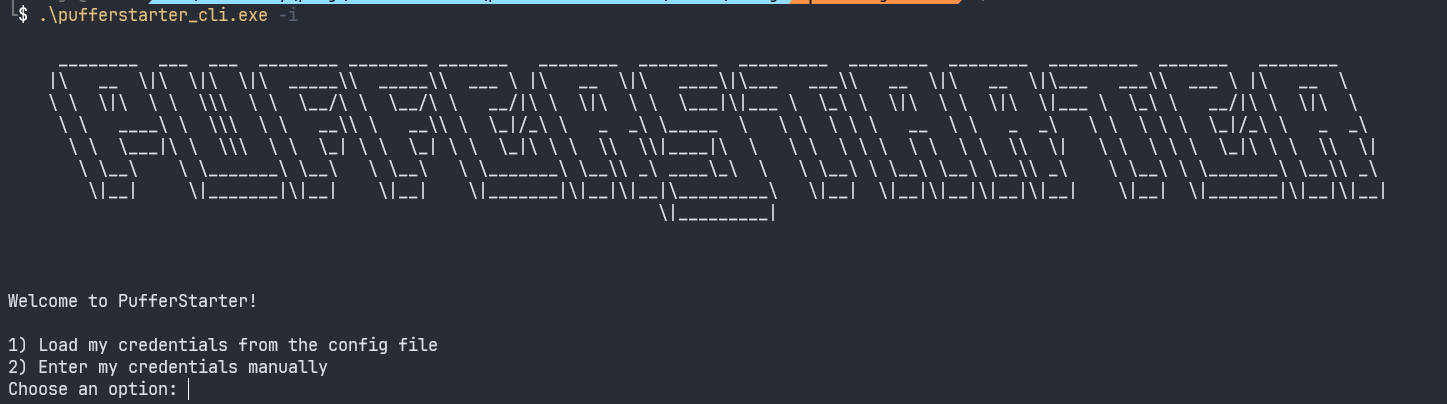 $ .\pufferstarter_cli.exe -i
PUFFERSTARTER
Welcome to PufferStarter!
1) Load my credentials from the config file
2) Enter my credentials manually
Choose an option: